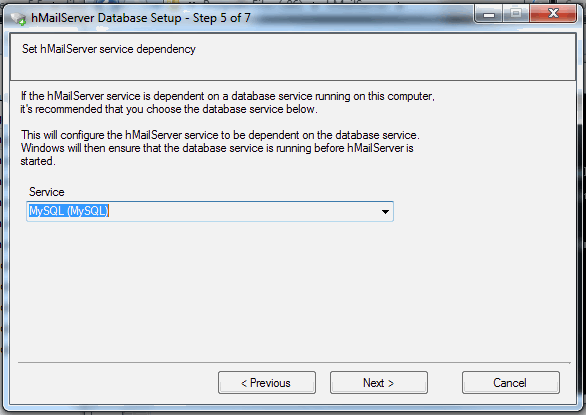 hMailServer Database Setup - Step 5 of 7
Set hMailServer service dependency
If the hMailServer service is dependent on a database service running on this computer,
it's recommended that you choose the database service below.
This will configure the hMailServer service to be dependent on the database service.
Windows will then ensure that the database service is running before hMailServer is
started.
Service
MySQL (MySQL)
< Previous
Next >
Cancel